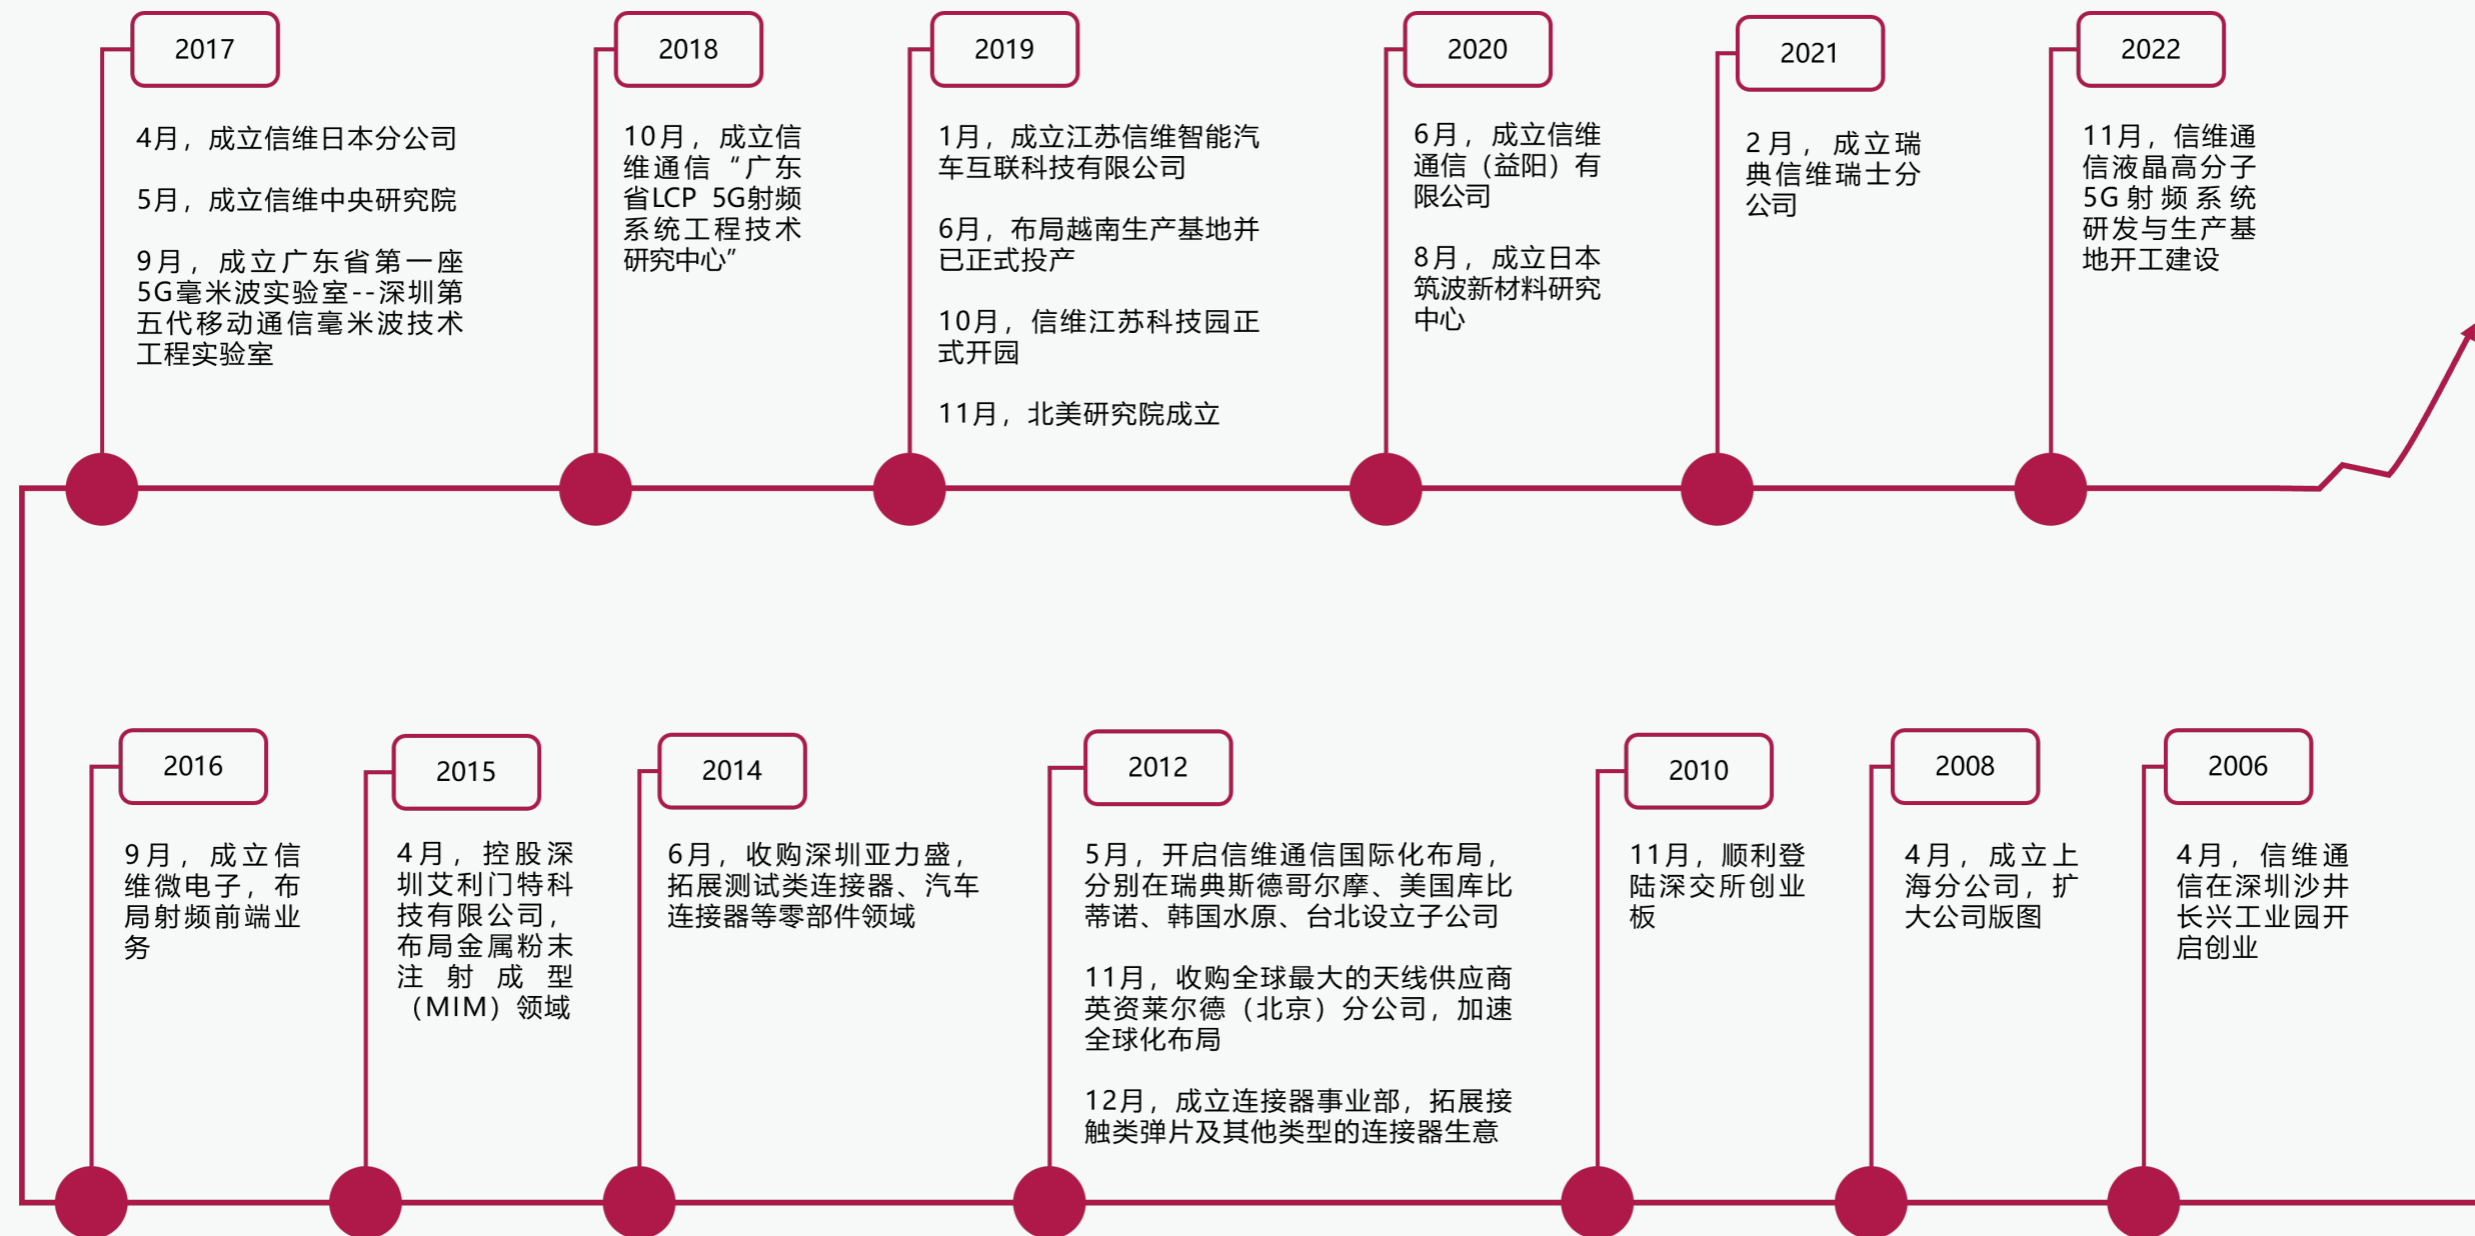 2017
4月，成立信维日本分公司
5月，成立信维中央研究院
9月，成立广东省第一座
5G毫米波实验室--深圳第
五代移动通信毫米波技术
工程实验室
2018
10月，成立信
维通信“广东
省LCP 5G射频
系统工程技术
研究中心”
2019
1月，成立江苏信维智能汽
车互联科技有限公司
6月，布局越南生产基地并
已正式投产
10月，信维江苏科技园正
式开园
11月，北美研究院成立
2020
6月，成立信维
通信（益阳）有
限公司
8月，成立日本
筑波新材料研究
中心
2021
2月，成立瑞
典信维瑞士分
公司
2022
11月，信维通
信液晶高分子
5G射频系统
研发与生产基
地开工建设
2016
9月，成立信
维微电子，布
局射频前端业
务
2015
4月，控股深
圳艾利门特科
技有限公司，
布局金属粉末
注射成型
（MIM）领域
2014
6月，收购深圳亚力盛，
拓展测试类连接器、汽车
连接器等零部件领域
2012
5月，开启信维通信国际化布局，
分别在瑞典斯德哥尔摩、美国库比
蒂诺、韩国水原、台北设立子公司
11月，收购全球最大的天线供应商
英资莱尔德（北京）分公司，加速
全球化布局
12月，成立连接器事业部，拓展接
触类弹片及其他类型的连接器生意
2010
11月，顺利登
陆深交所创业
板
2008
4月，成立上
海分公司，扩
大公司版图
2006
4月，信维通
信在深圳沙井
长兴工业园开
启创业